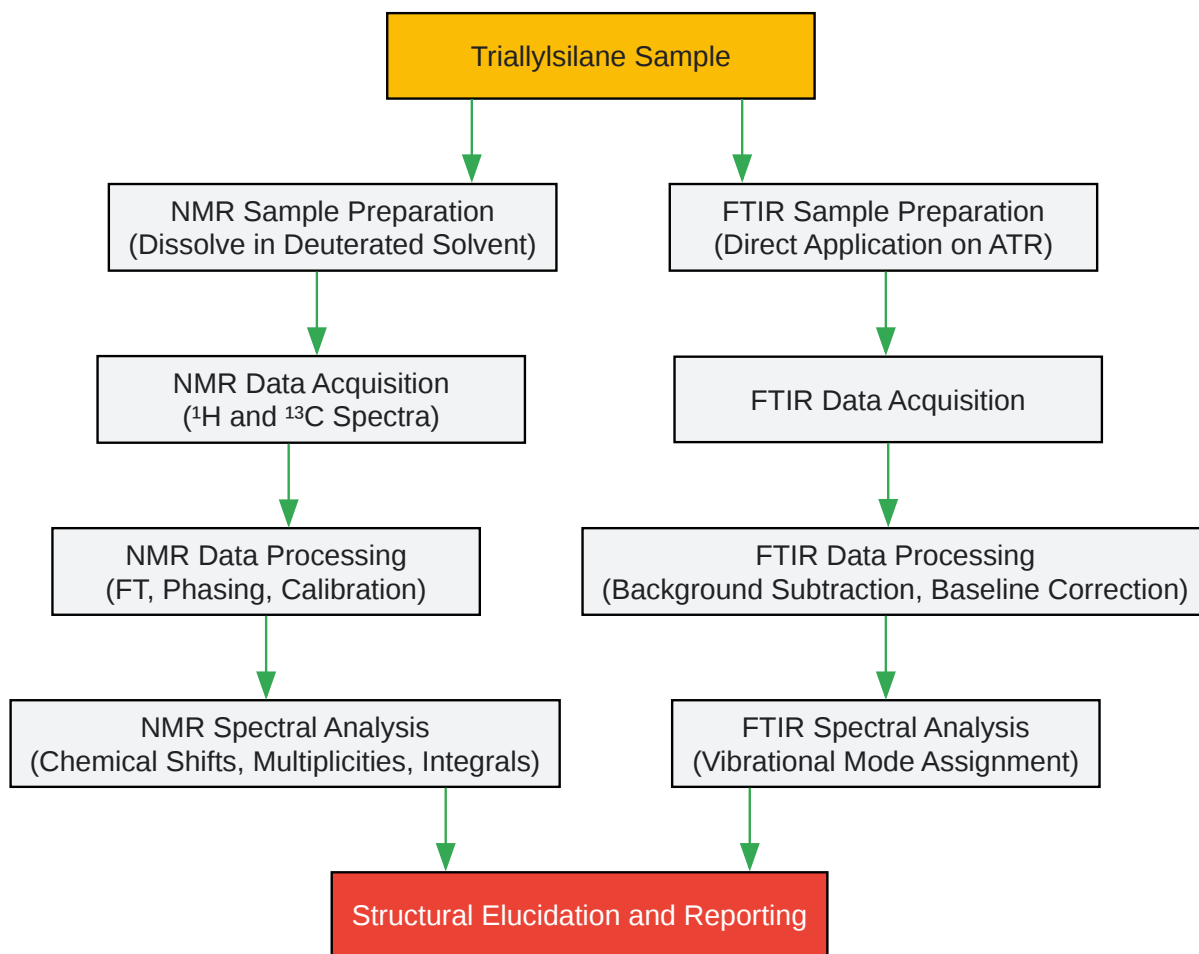 Triallylsilane Sample
NMR Sample Preparation
(Dissolve in Deuterated Solvent)
FTIR Sample Preparation
(Direct Application on ATR)
NMR Data Acquisition
(¹H and ¹³C Spectra)
FTIR Data Acquisition
NMR Data Processing
(FT, Phasing, Calibration)
FTIR Data Processing
(Background Subtraction, Baseline Correction)
NMR Spectral Analysis
(Chemical Shifts, Multiplicities, Integrals)
FTIR Spectral Analysis
(Vibrational Mode Assignment)
Structural Elucidation and Reporting